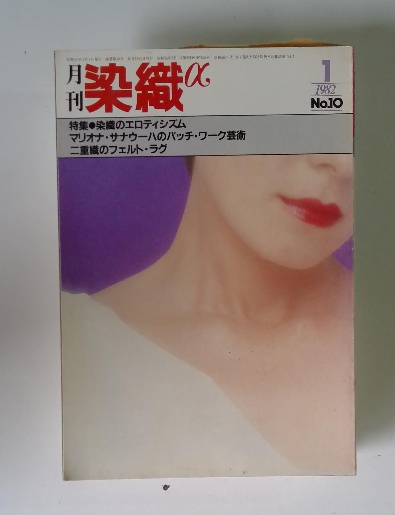 月刊染織α
1
1982
No.10
特集●染織のエロティシズム
マリオナ・サナウーハのパッチ・ワーク芸術
二重織のフェルト・ラグ